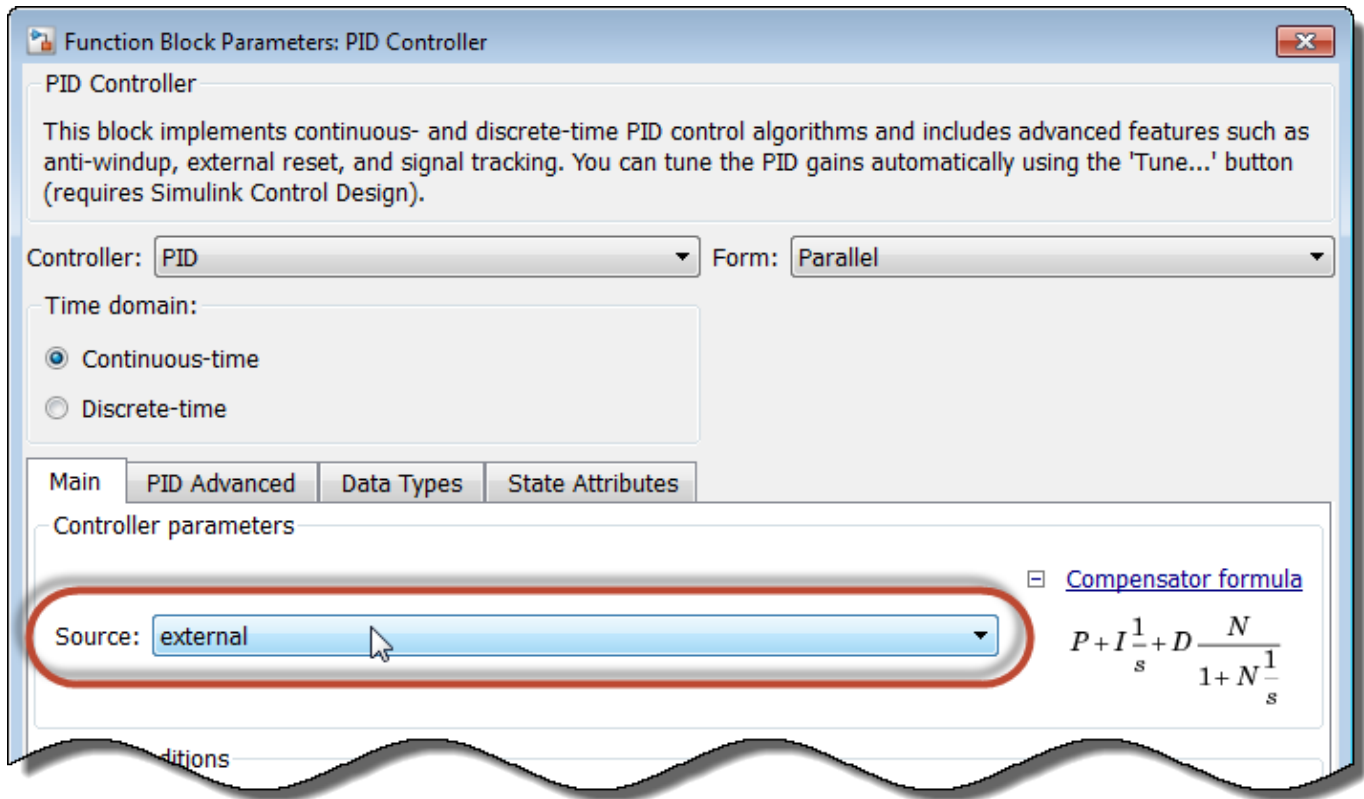 Function Block Parameters: PID Controller
PID Controller
This block implements continuous- and discrete-time PID control algorithms and includes advanced features such as
anti-windup, external reset, and signal tracking. You can tune the PID gains automatically using the 'Tune...' button
(requires Simulink Control Design).
Controller: PID Form: Parallel
Time domain:
Continuous-time
Discrete-time
Main PID Advanced Data Types State Attributes
Controller parameters
Compensator formula
Source: external
P + I 1/s + D N/(1 + N 1/s)